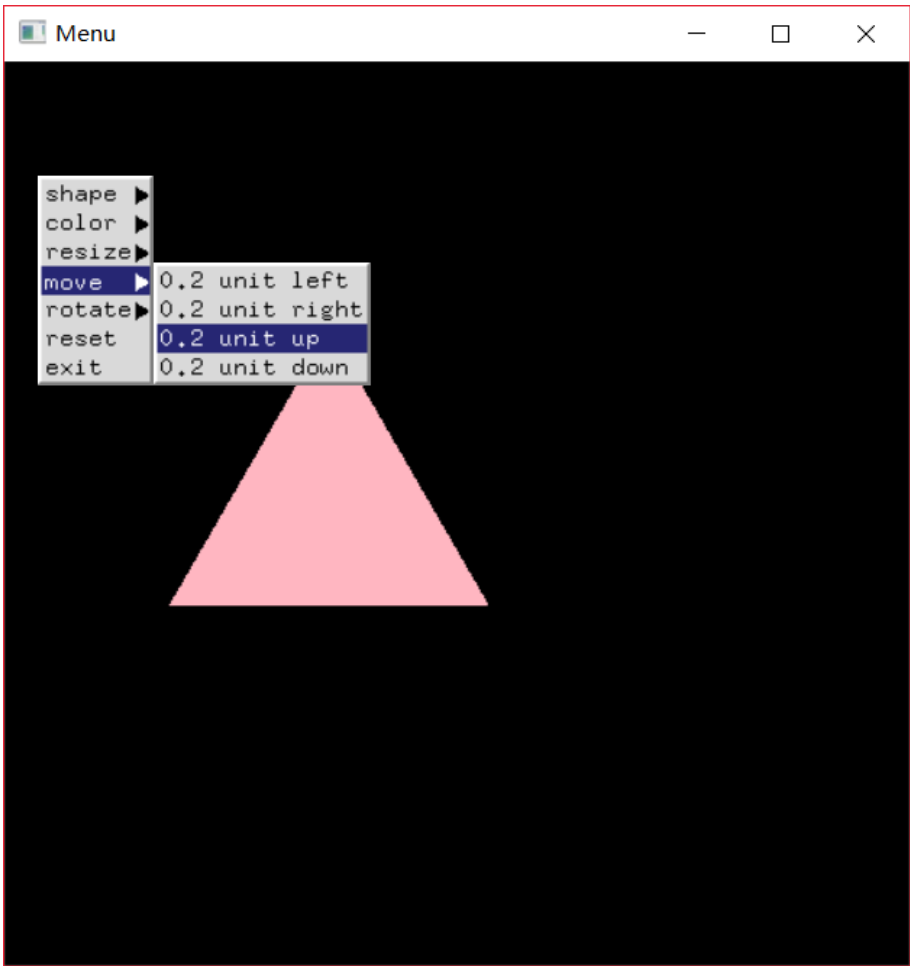 Menu
shape
color
resize
move
rotate
reset
exit
0.2 unit left
0.2 unit right
0.2 unit up
0.2 unit down